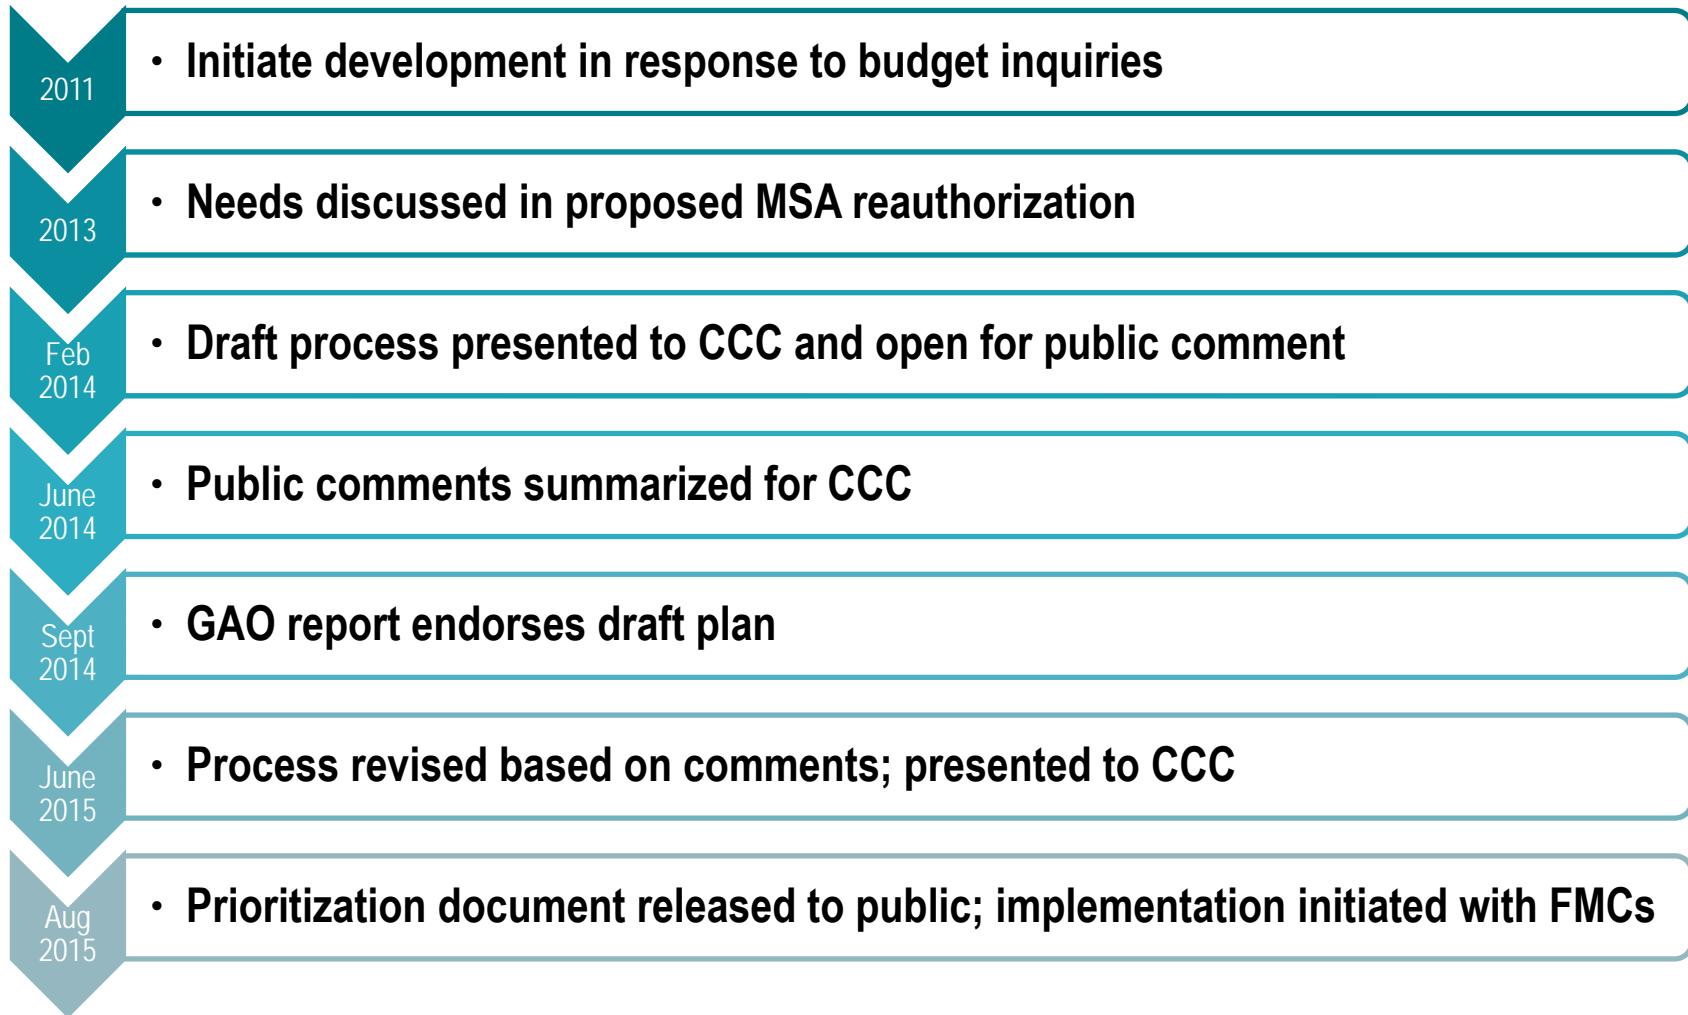 2011
• Initiate development in response to budget inquiries
2013
• Needs discussed in proposed MSA reauthorization
Feb
2014
• Draft process presented to CCC and open for public comment
June
2014
• Public comments summarized for CCC
Sept
2014
• GAO report endorses draft plan
June
2015
• Process revised based on comments; presented to CCC
Aug
2015
• Prioritization document released to public; implementation initiated with FMCs